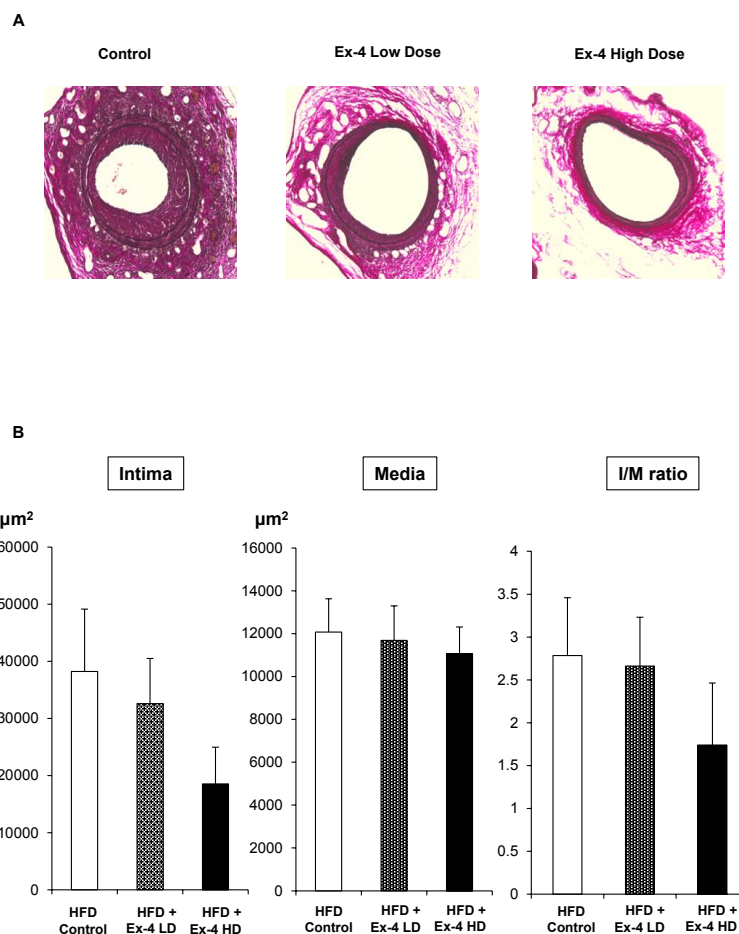 A
Control
Ex-4 Low Dose
Ex-4 High Dose
B
Intima
Media
I/M ratio
µm²
µm²
60000
50000
40000
30000
20000
10000
0
16000
14000
12000
10000
8000
6000
4000
2000
0
4
3.5
3
2.5
2
1.5
1
0.5
0
HFD
Control
HFD +
Ex-4 LD
HFD +
Ex-4 HD
HFD
Control
HFD +
Ex-4 LD
HFD +
Ex-4 HD
HFD
Control
HFD +
Ex-4 LD
HFD +
Ex-4 HD